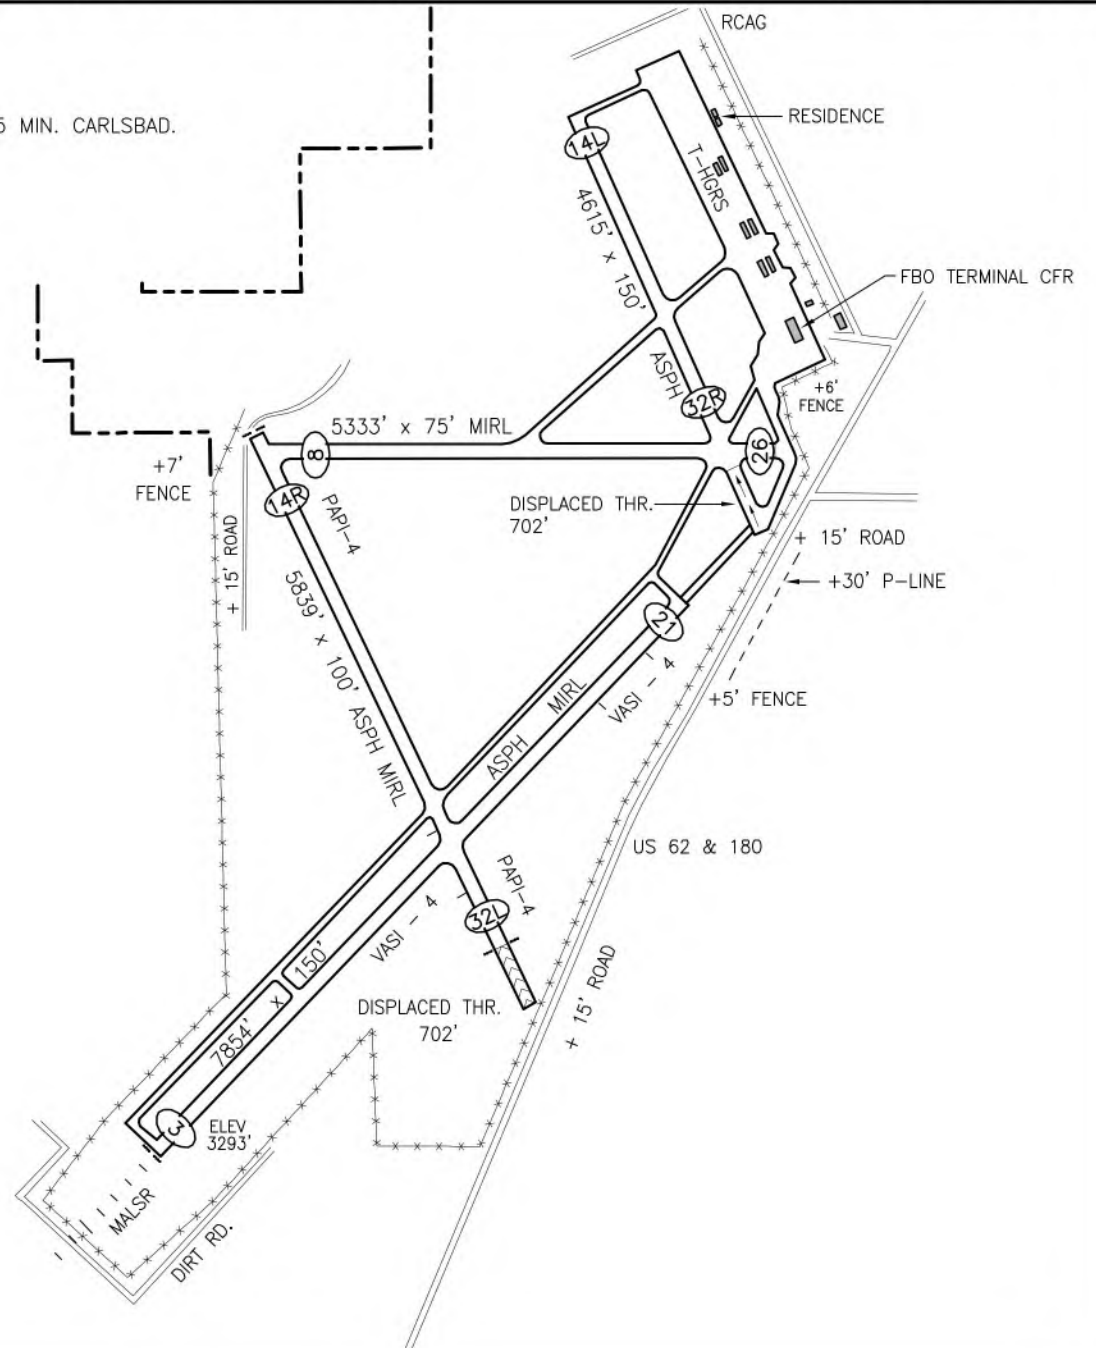 RCAG
5 MIN. CARLSBAD.
RESIDENCE
14L
T-HGRS
4615' x 150'
FBO TERMINAL CFR
ASPH
32R
+6'
FENCE
5333' x 75' MIRL
8
26
+7'
FENCE
14R
PAPI-4
DISPLACED THR.
702'
+ 15' ROAD
+ 15' ROAD
+30' P-LINE
5839' x 100' ASPH MIRL
21
VASI - 4
+5' FENCE
ASPH MIRL
US 62 & 180
PAPI-4
32L
VASI - 4
7854' x 150'
DISPLACED THR.
702'
+ 15' ROAD
3
ELEV
3293'
MALSR
DIRT RD.